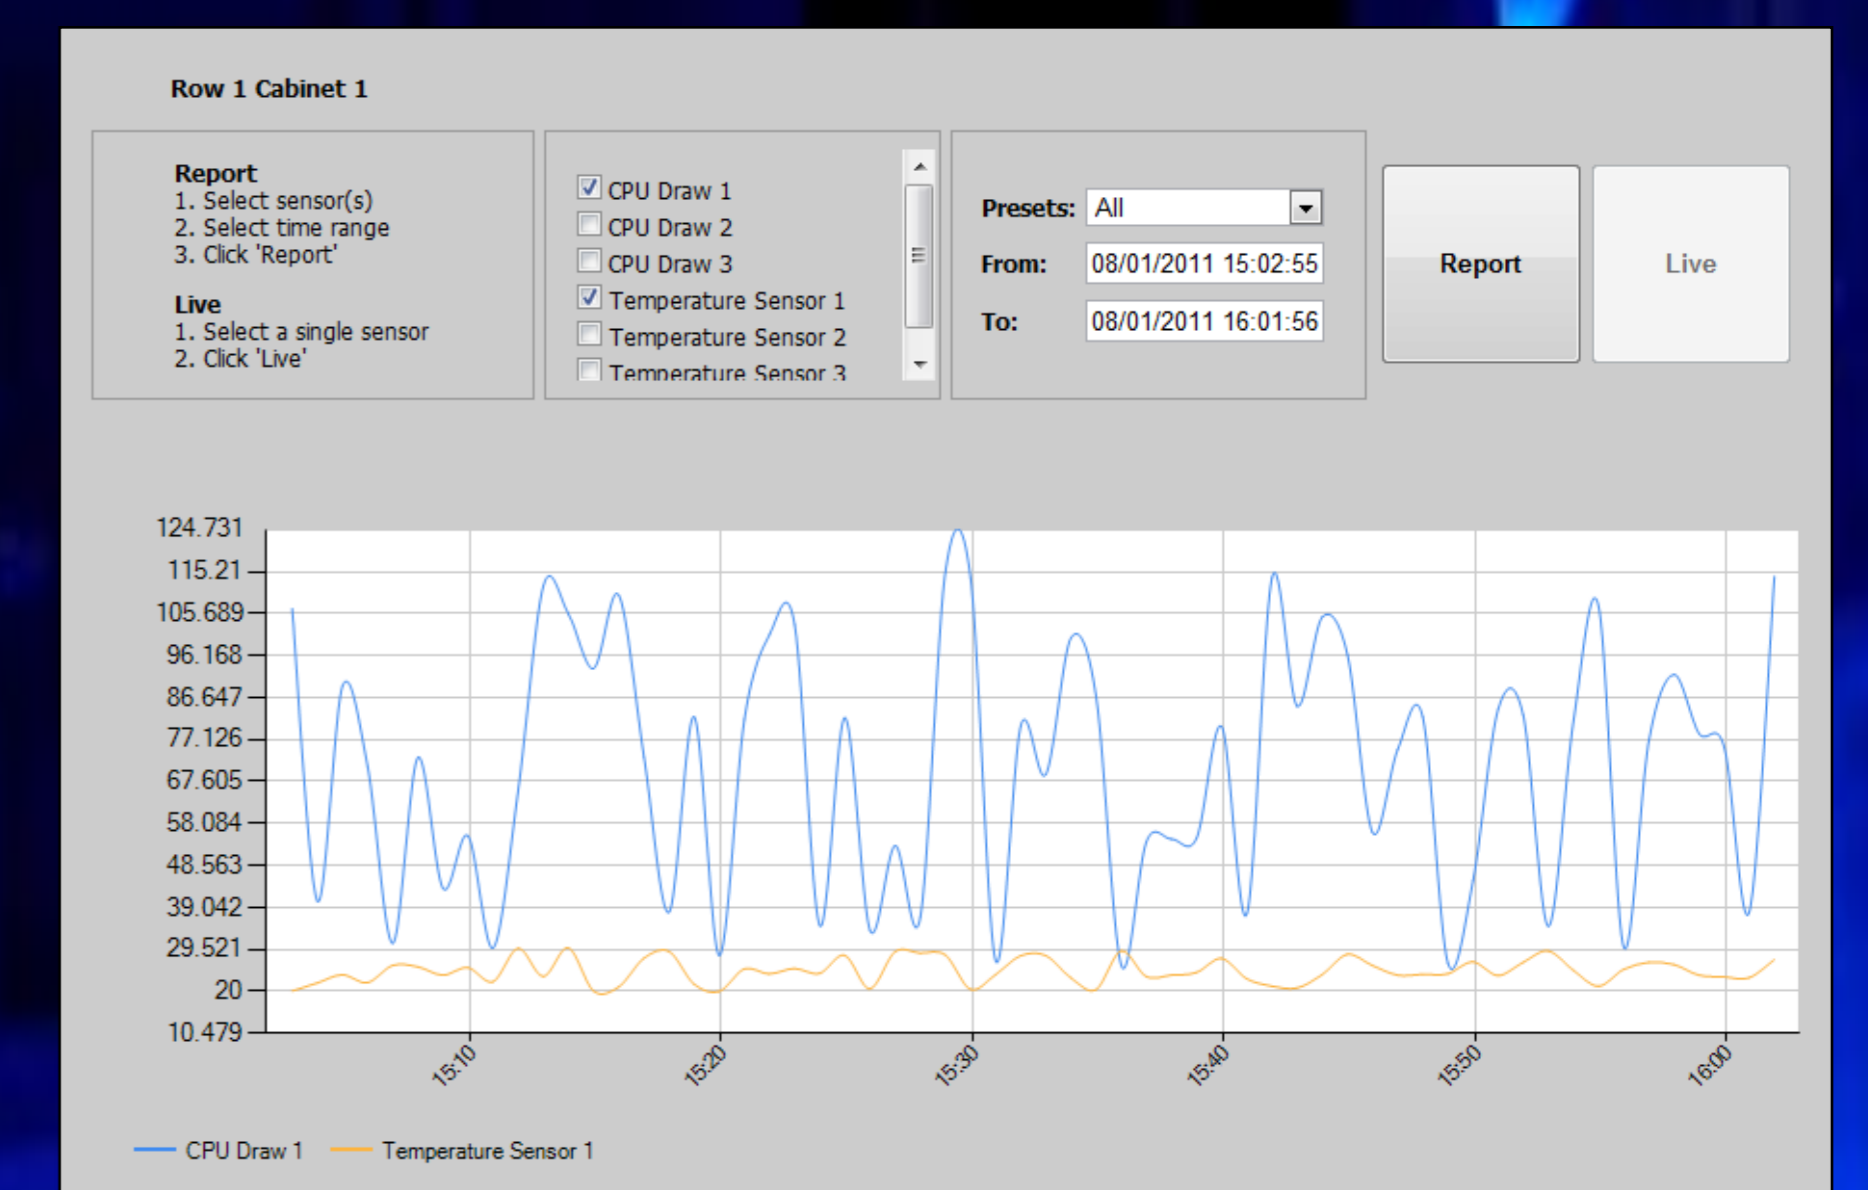 Row 1 Cabinet 1
Report
1. Select sensor(s)
2. Select time range
3. Click 'Report'
Live
1. Select a single sensor
2. Click 'Live'
CPU Draw 1
CPU Draw 2
CPU Draw 3
Temperature Sensor 1
Temperature Sensor 2
Temperature Sensor 3
Presets: All
From: 08/01/2011 15:02:55
To: 08/01/2011 16:01:56
Report
Live
124.731
115.21
105.689
96.168
86.647
77.126
67.605
58.084
48.563
39.042
29.521
20
10.479
15:10
15:20
15:30
15:40
15:50
16:00
CPU Draw 1
Temperature Sensor 1